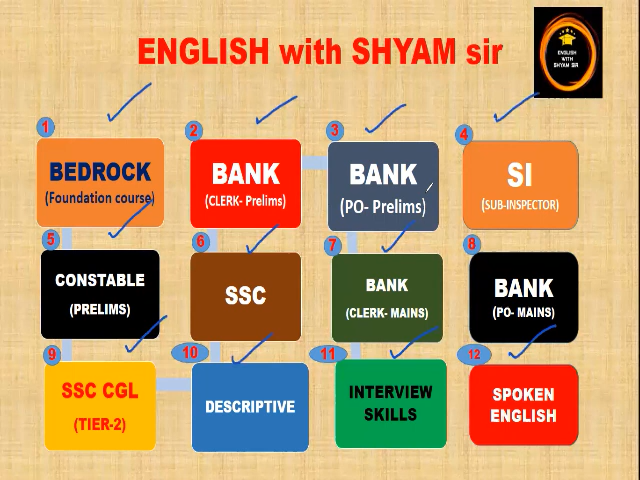 ENGLISH with SHYAM sir
ENGLISH
WITH
SHYAM SIR
1
BEDROCK
(Foundation course)
2
BANK
(CLERK- Prelims)
3
BANK
(PO- Prelims)
4
SI
(SUB-INSPECTOR)
5
CONSTABLE
(PRELIMS)
6
SSC
7
BANK
(CLERK- MAINS)
8
BANK
(PO- MAINS)
9
SSC CGL
(TIER-2)
10
DESCRIPTIVE
11
INTERVIEW
SKILLS
12
SPOKEN
ENGLISH